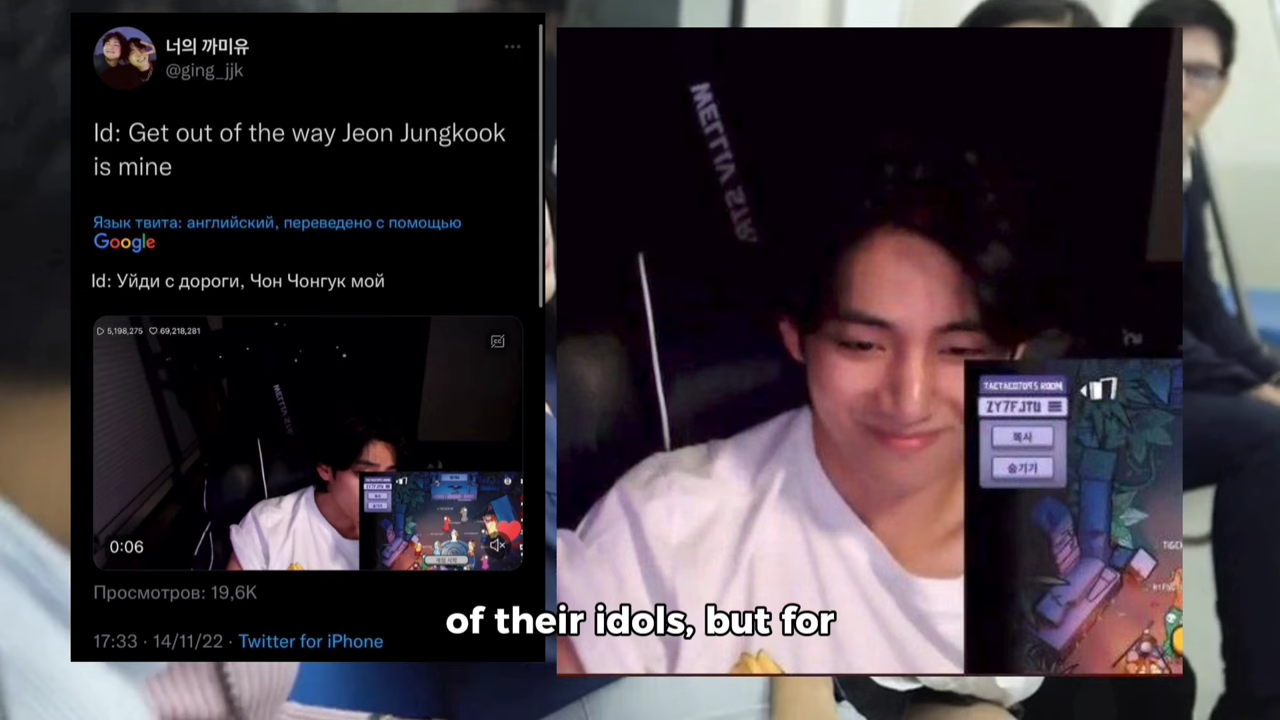 너의 까미유
@ging_jjk
Id: Get out of the way Jeon Jungkook
is mine
Язык твита: английский, переведено с помощью
Google
Id: Уйди с дороги, Чон Чонгук мой
5,198,275 69,218,281
0:06
Просмотров: 19,6K
17:33 · 14/11/22 · Twitter for iPhone
ZY7FJTU
복사
숨기기
of their idols, but for